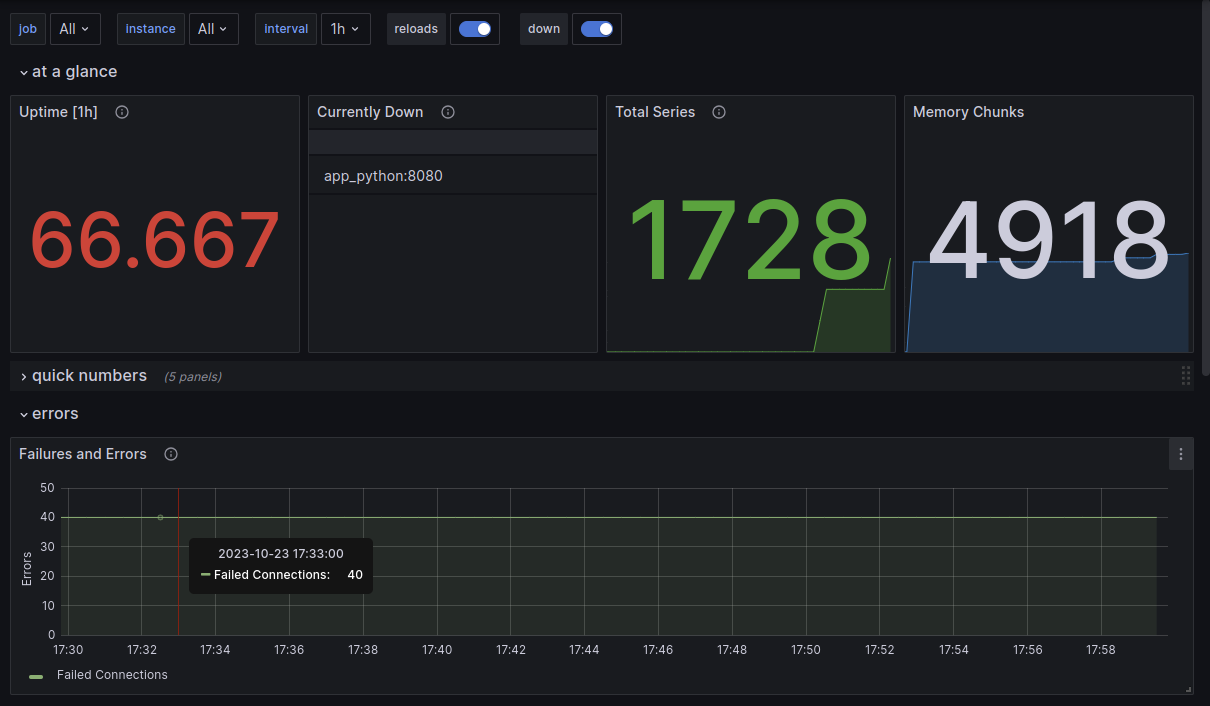 job All instance All interval 1h reloads down
at a glance
Uptime [1h] Currently Down Total Series Memory Chunks
app_python:8080
66.667 1728 4918
quick numbers (5 panels)
errors
Failures and Errors
50
40
30
20
10
0
Errors
2023-10-23 17:33:00
Failed Connections: 40
17:30 17:32 17:34 17:36 17:38 17:40 17:42 17:44 17:46 17:48 17:50 17:52 17:54 17:56 17:58
Failed Connections